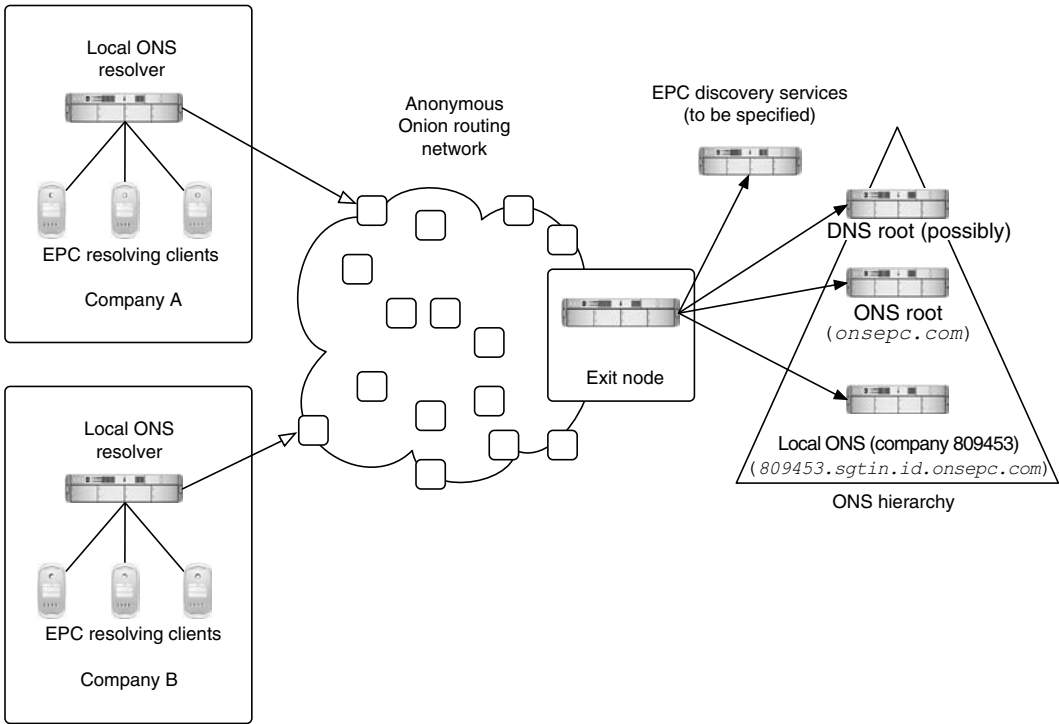 Local ONS
resolver
EPC resolving clients
Company A
Local ONS
resolver
EPC resolving clients
Company B
Anonymous
Onion routing
network
Exit node
EPC discovery services
(to be specified)
DNS root (possibly)
ONS root
(onsepc.com)
Local ONS (company 809453)
(809453.sgtin.id.onsepc.com)
ONS hierarchy